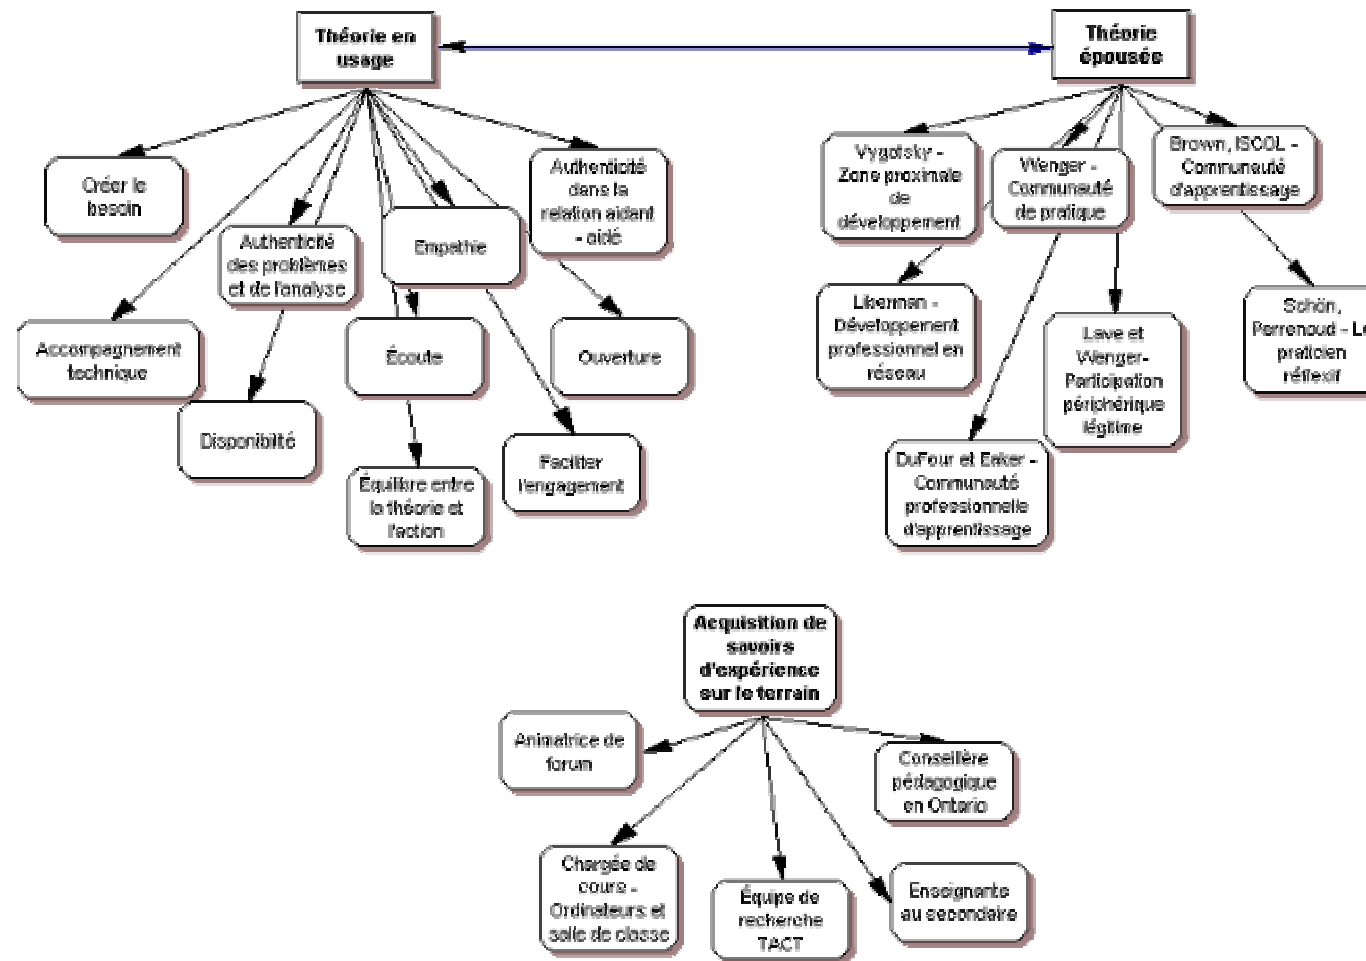 Théorie en
usage
Théorie
épousés
Créer le
besoin
Authenticité
des problèmes
et de l'analyse
Empathie
Authenticité
dans la
relation aidant
- aidé
Accompagnement
technique
Écoute
Ouverture
Disponibilité
Équilibre entre
la théorie et
l'action
Faciliter
l'engagement
Vygotsky -
Zone proximale
de
développement
Wenger -
Communauté
de pratique
Brown, ISCOL -
Communauté
d'apprentissage
Liberman -
Développement
professionnel en
réseau
Lave et
Wenger-
Participation
périphérique
légitime
Schön,
Perrenoud - Le
praticien
réflexif
DuFour et Eaker -
Communauté
professionnelle
d'apprentissage
Acquisition de
savoirs
d'expérience
sur le terrain
Animatrice de
forum
Conseillère
pédagogique
en Ontario
Chargée de
cours -
Ordinateurs et
salle de classe
Équipe de
recherche
TACT
Enseignants
au secondaire